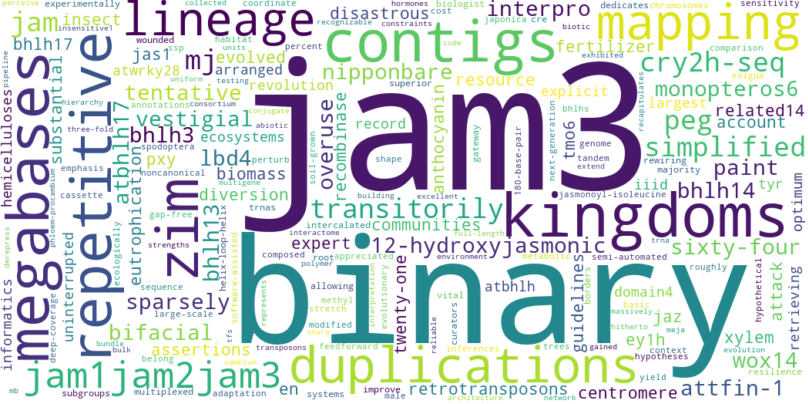 jam3
binary
kingdoms
megabases
repetitive
mapping
contigs
lineage
duplications
zim
jam1jam2jam3
transitorily
simplified
12-hydroxyjasmonic
sixty-four
cry2h-seq
monopteros6
nipponbare
tentative
vestigial
sparsely
bifacial
assertions
retrotransposons
centromere
attfin-1
interpro
disastrous
fertilizer
resource
explicit
largest
related14
account
peg
paint
bhlh14
iiid
tyr
optimum
jam
insect
bhlh17
jas1
mj
evolved
atwrky28
arranged
revolution
substantial
hemicelluloses
bhlh3
ecosystems
atbhlh17
pxy
lbd4
biomass
diversion
eutrophication
bhlh13
helix-loop-helix
uninterrupted
informatics
overuse
recombinase
record
anthocyanin
communities
expert
twenty-one
atbhlh
guidelines
tmo6
domain4
jaz
ey1h
xylem
wox14
attack
retrieving
en
belong
subgroups
multiplexed
adaptation
systems
improve
male
yield
context
hypotheses
resilience
basic
borders
trees
network
architecture
inferences
reliable
vital
curators
metabolic
environment
semi-automated
roughly
hypothetical
massively
hitherto
meja
gained
evolution
jasmonoyl-isoleucine
trna
majority
rewiring
recapitulates
bhlhs
exhibited
exigua
comparison
next-generation
180-base-pair
genome
tandem
extend
gateway
shape
building
excellent
full-length
intercalated
interactome
appreciated
evolutionary
interpretation
root
composed
polymer
allowing
methyl
stretch
modified
feedforward
represents
software-assisted
tfs
transposons
cambium
bundle
bulk
large-scale
sequence
strengths
gap-free
trnas
multigene
noncanonical
perturb
abiotic
conjugate
soil-grown
spodoptera
cassette
emphasis
three-fold
hierarchy
pipeline
perceive
experimentally
insensitive1
wounded
ssp
hormones
habitat
units
recognizable
percent
uniform
testing
consortium
annotations
collected
coordinate
cost
biologist
constraints
japonica
cre
biotic
code
superior
dedicates
chromosomes
sensitivity
derepress
phloem-procambium
deep-coverage
ecologically
mb